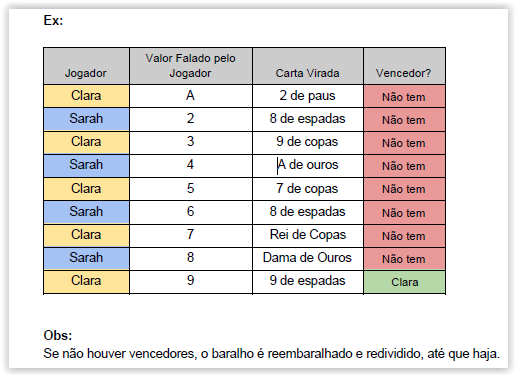 Ex:
Jogador Valor Falado pelo Jogador Carta Virada Vencedor?
Clara A 2 de paus Não tem
Sarah 2 8 de espadas Não tem
Clara 3 9 de copas Não tem
Sarah 4 A de ouros Não tem
Clara 5 7 de copas Não tem
Sarah 6 8 de espadas Não tem
Clara 7 Rei de Copas Não tem
Sarah 8 Dama de Ouros Não tem
Clara 9 9 de espadas Clara
Obs:
Se não houver vencedores, o baralho é reembaralhado e redividido, até que haja.